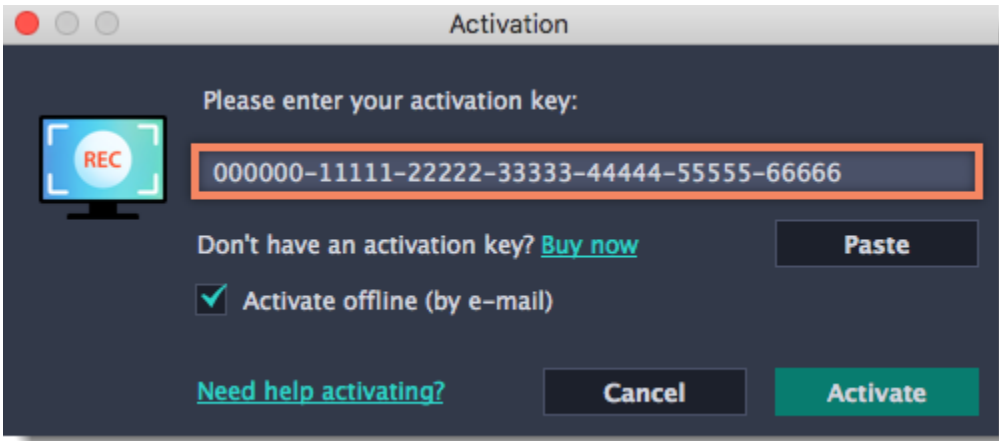 Activation
Please enter your activation key:
REC
000000-11111-22222-33333-44444-55555-66666
Don't have an activation key? Buy now
Paste
Activate offline (by e-mail)
Need help activating?
Cancel
Activate